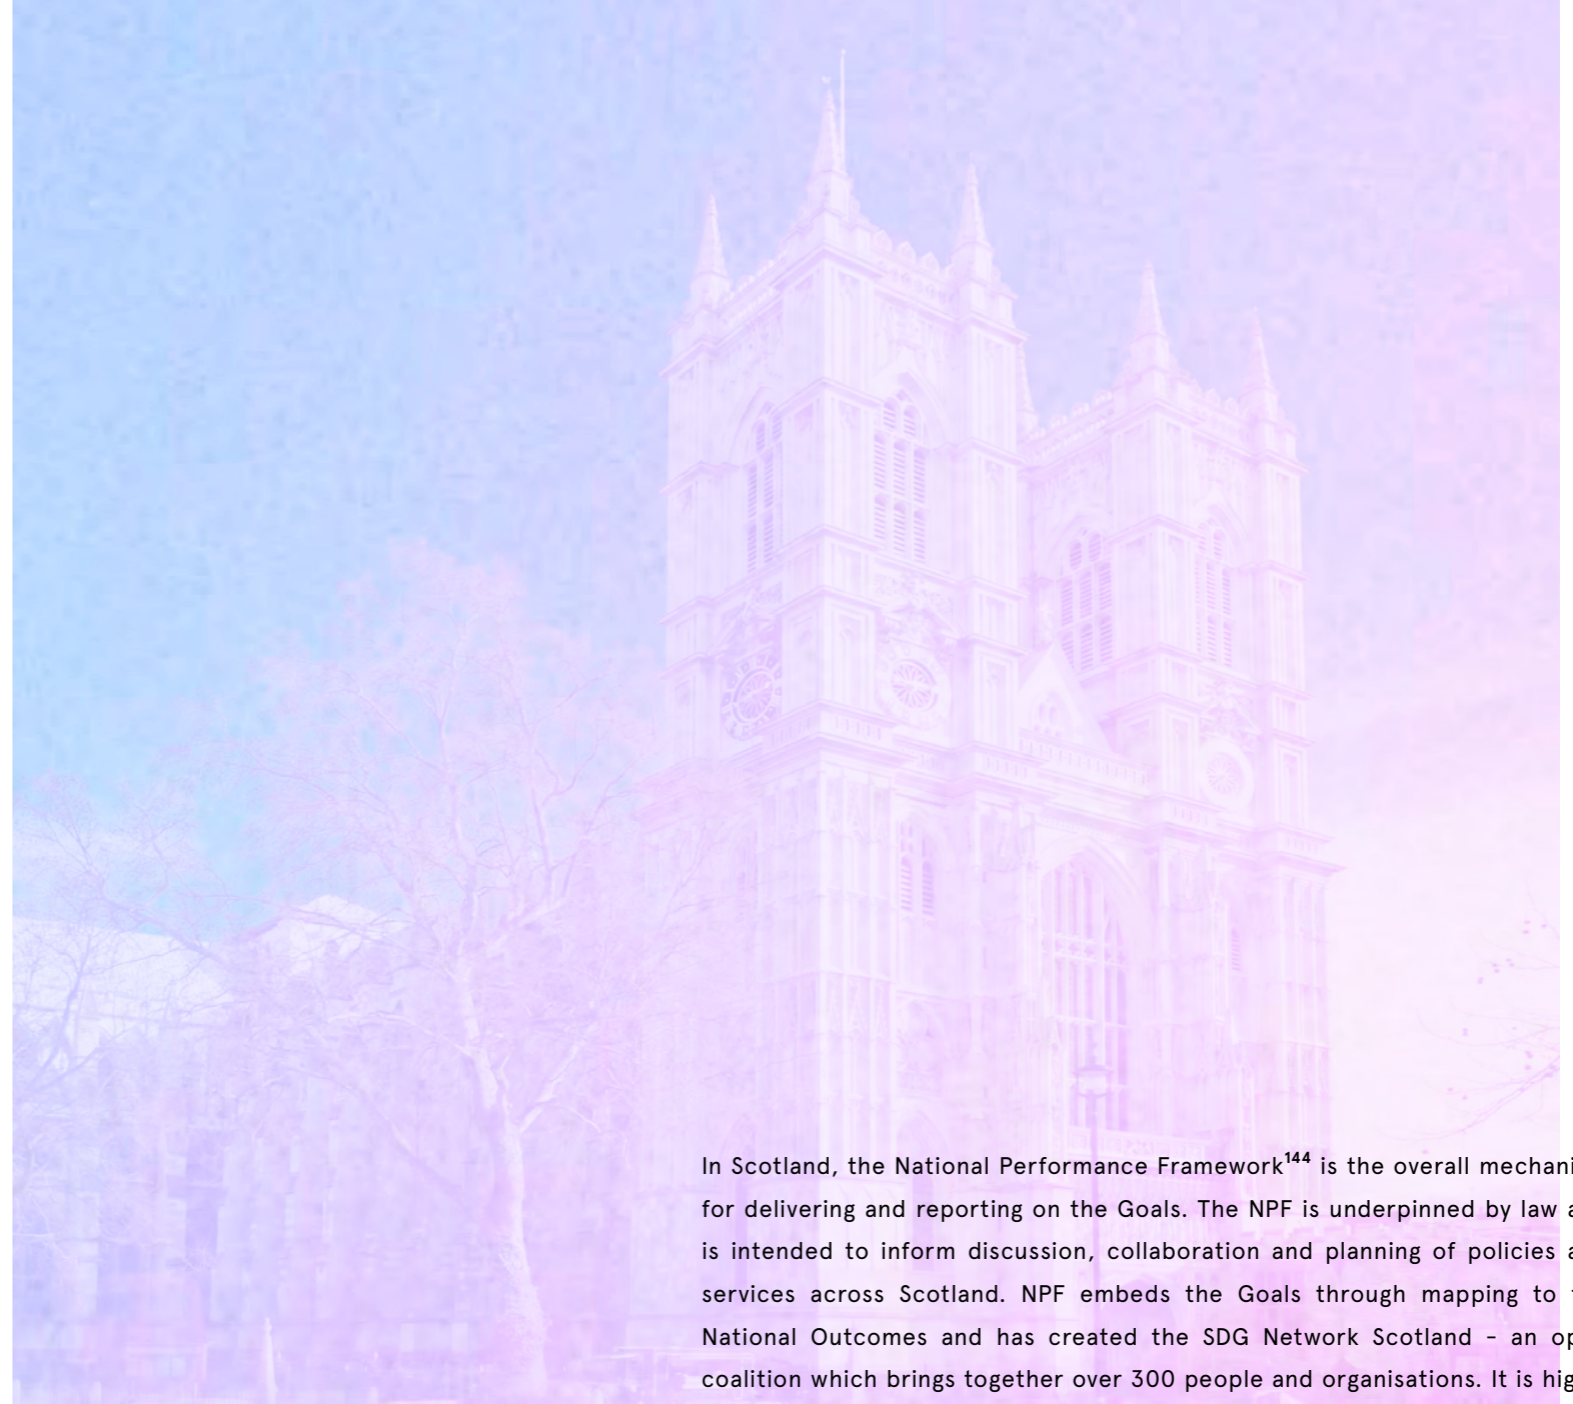 In Scotland, the National Performance Framework¹⁴⁴ is the overall mechani
for delivering and reporting on the Goals. The NPF is underpinned by law a
is intended to inform discussion, collaboration and planning of policies a
services across Scotland. NPF embeds the Goals through mapping to
National Outcomes and has created the SDG Network Scotland - an op
coalition which brings together over 300 people and organisations. It is hig